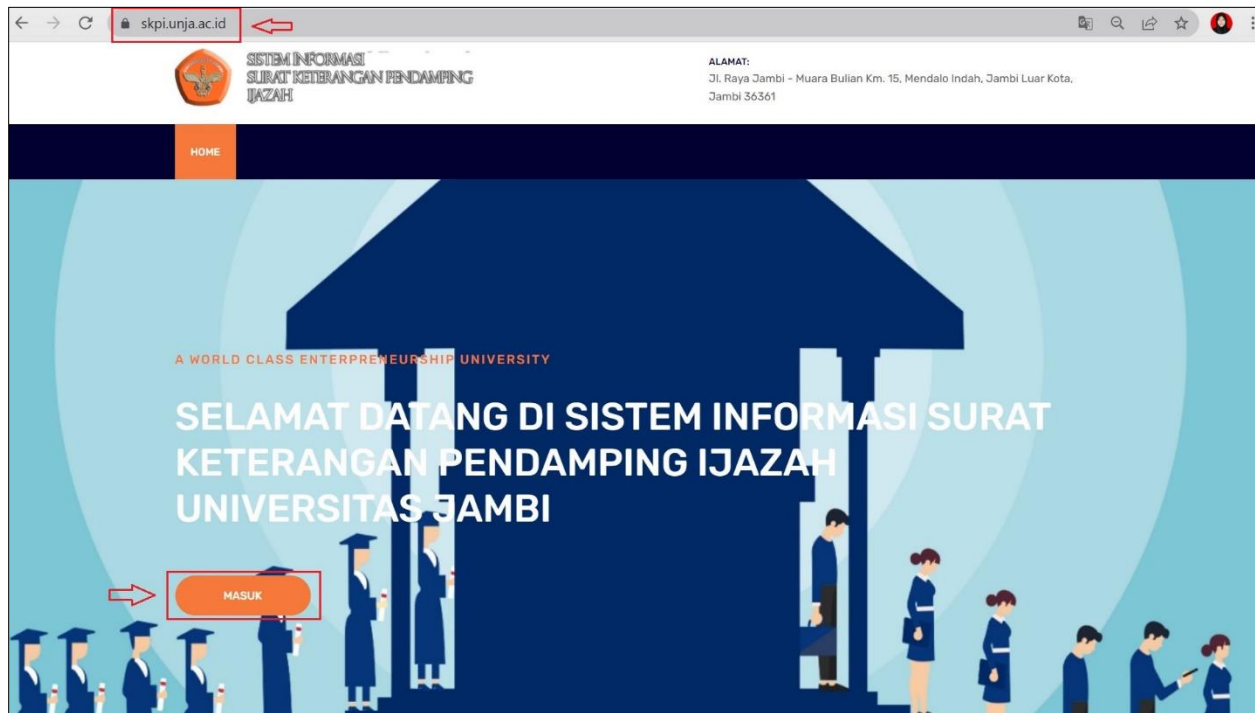 skpi.unja.ac.id
SISTEM INFORMASI
SURAT KETERANGAN PENDAMPING
IJAZAH
ALAMAT:
Jl. Raya Jambi - Muara Bulian Km. 15, Mendalo Indah, Jambi Luar Kota,
Jambi 36361
HOME
A WORLD CLASS ENTERPRENEURSHIP UNIVERSITY
SELAMAT DATANG DI SISTEM INFORMASI SURAT
KETERANGAN PENDAMPING IJAZAH
UNIVERSITAS JAMBI
MASUK